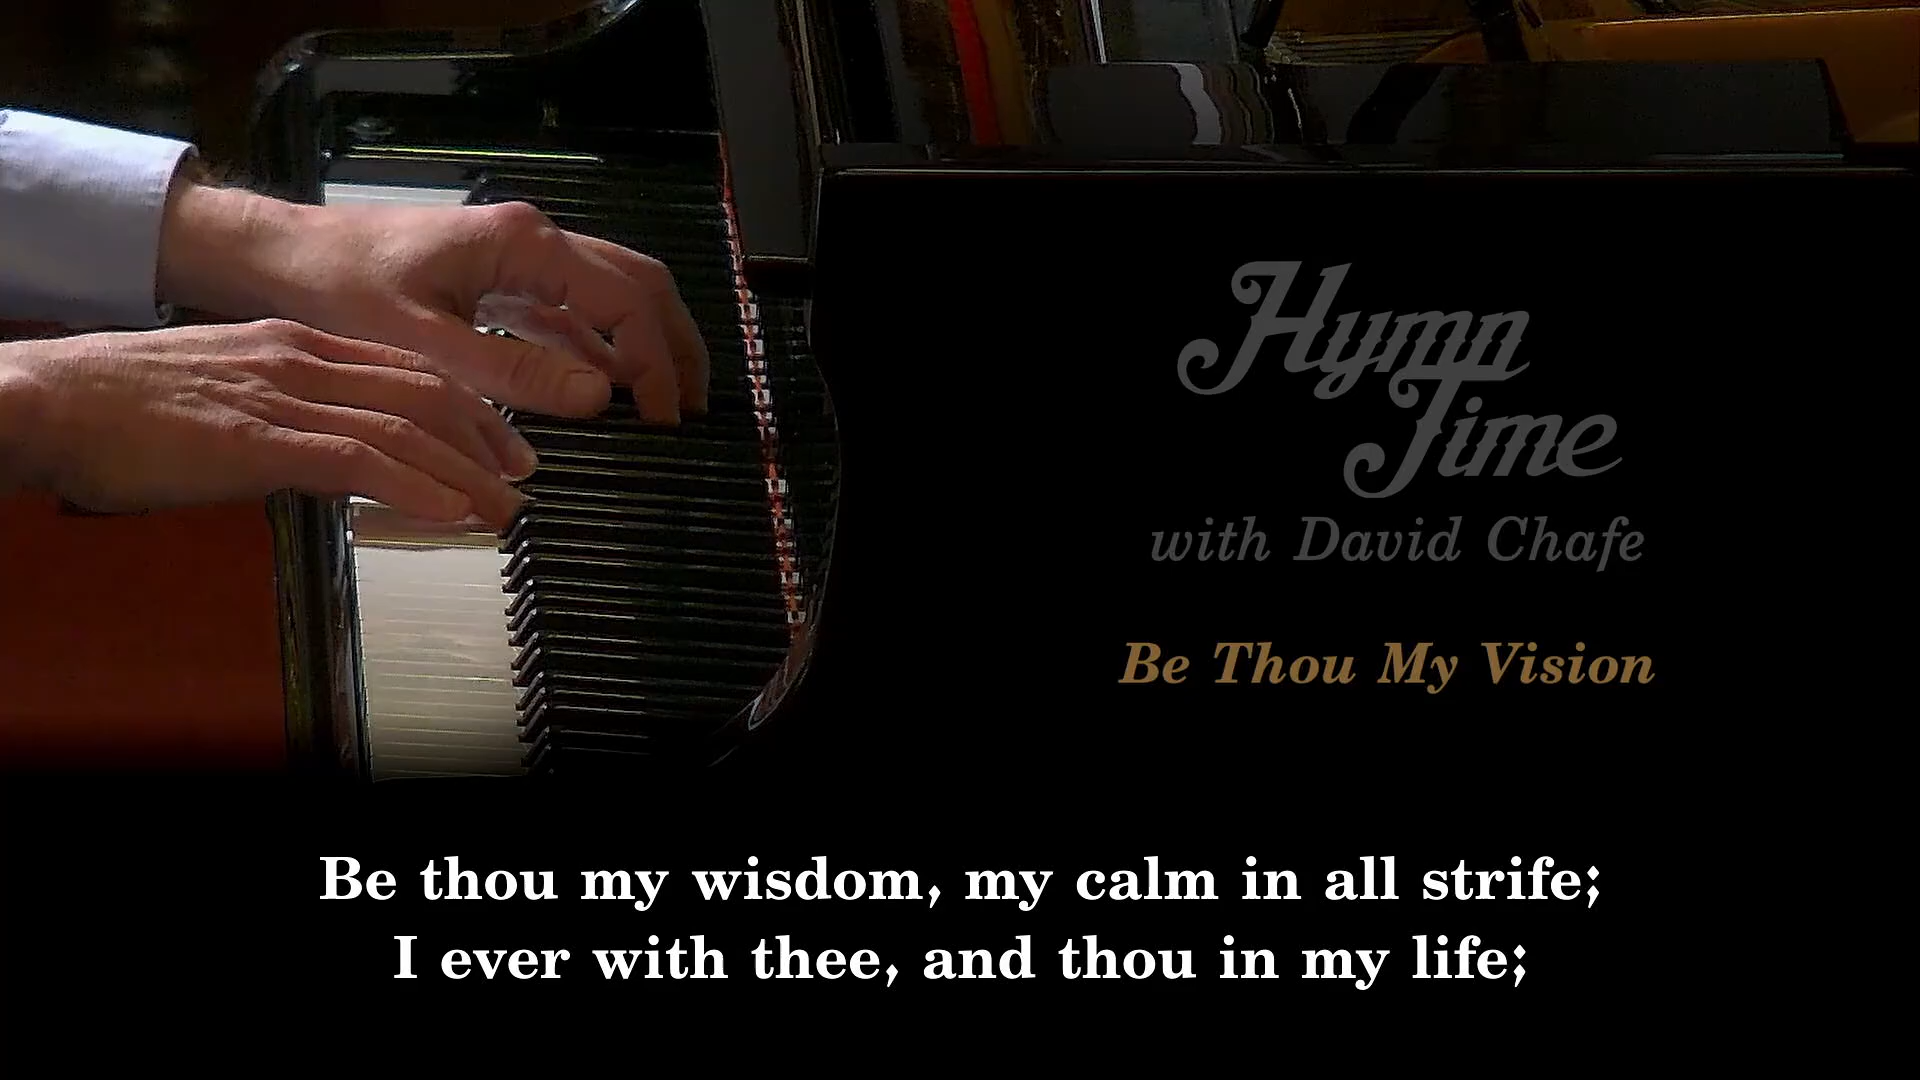 Hymn
Time
with David Chafe
Be Thou My Vision
Be thou my wisdom, my calm in all strife;
I ever with thee, and thou in my life;